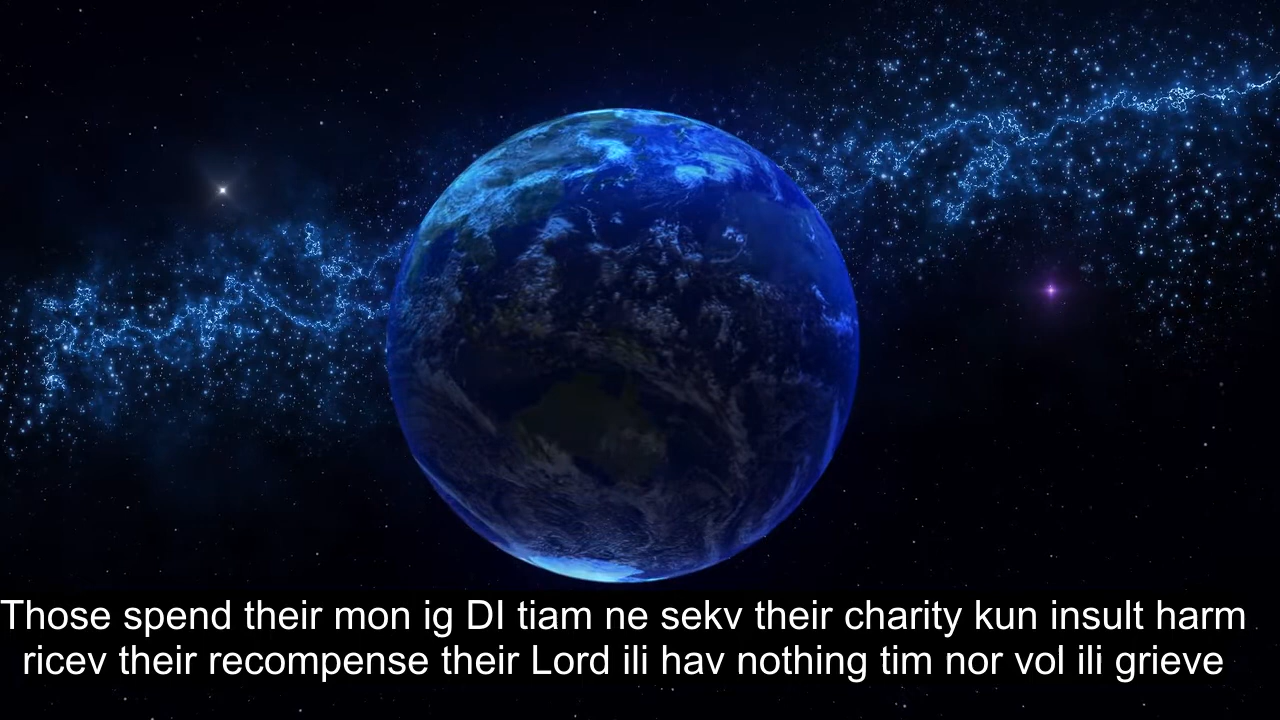 Those spend their mon ig DI tiam ne sekv their charity kun insult harm
ricev their recompense their Lord ili hav nothing tim nor vol ili grieve